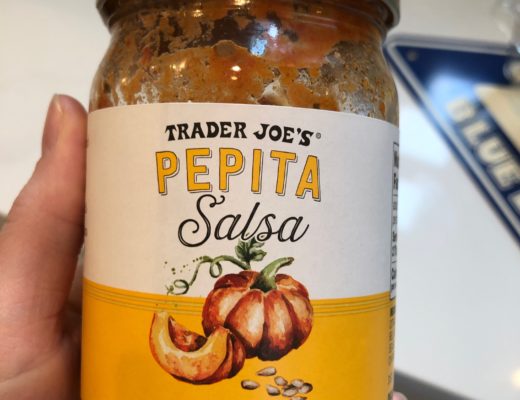 TRADER JOE'S®
PEPITA
Salsa
BLUE